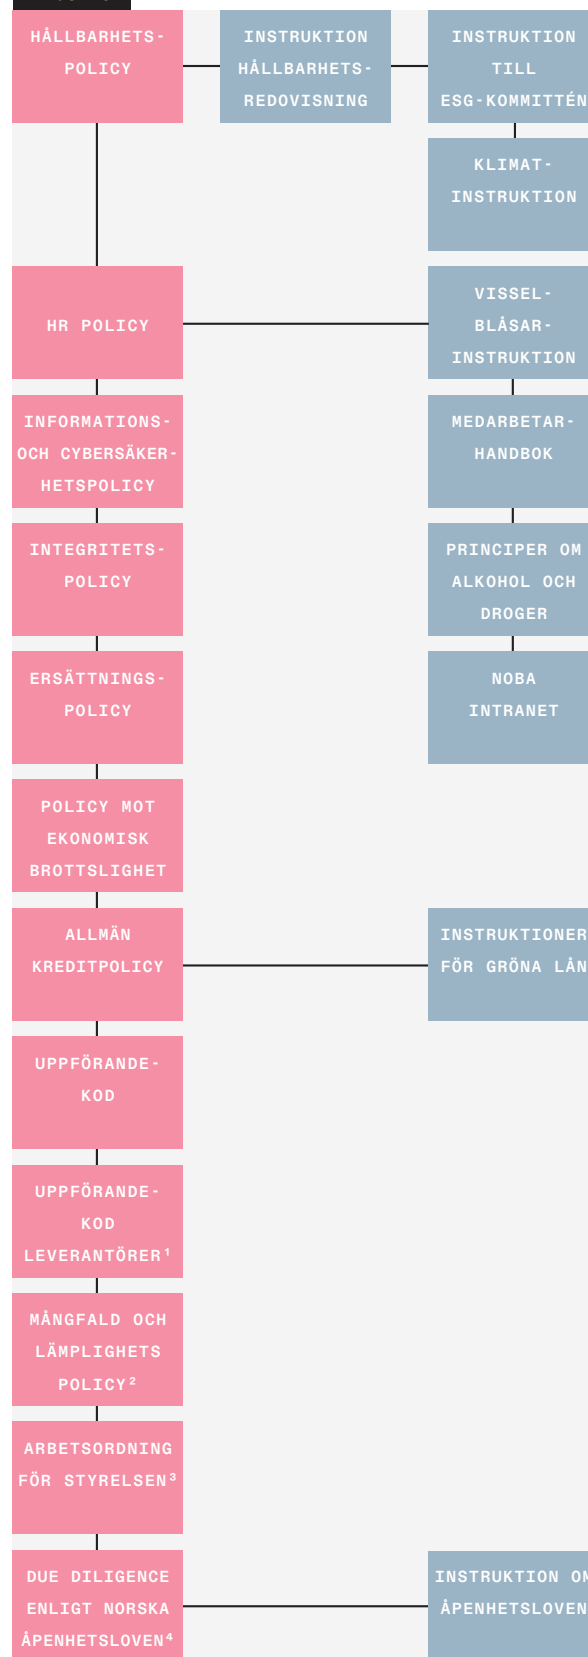 HÅLLBARHETS-
POLICY
INSTRUKTION
HÅLLBARHETS-
REDOVISNING
INSTRUKTION
TILL
ESG-KOMMITTÉN
KLIMAT-
INSTRUKTION
HR POLICY
VISSEL-
BLÅSAR-
INSTRUKTION
INFORMATIONS-
OCH CYBERSÄKER-
HETSPOLICY
MEDARBETAR-
HANDBOK
INTEGRITETS-
POLICY
PRINCIPER OM
ALKOHOL OCH
DROGER
ERSÄTTNINGS-
POLICY
NOBA
INTRANET
POLICY MOT
EKONOMISK
BROTTSLIGHET
ALLMÄN
KREDITPOLICY
INSTRUKTIONER
FÖR GRÖNA LÅN
UPPFÖRANDE-
KOD
UPPFÖRANDE-
KOD
LEVERANTÖRER¹
MÅNGFALD OCH
LÄMPLIGHETS
POLICY²
ARBETSORDNING
FÖR STYRELSEN³
DUE DILIGENCE
ENLIGT NORSKA
ÅPENHETSLOVEN⁴
INSTRUKTION OM
ÅPENHETSLOVEN